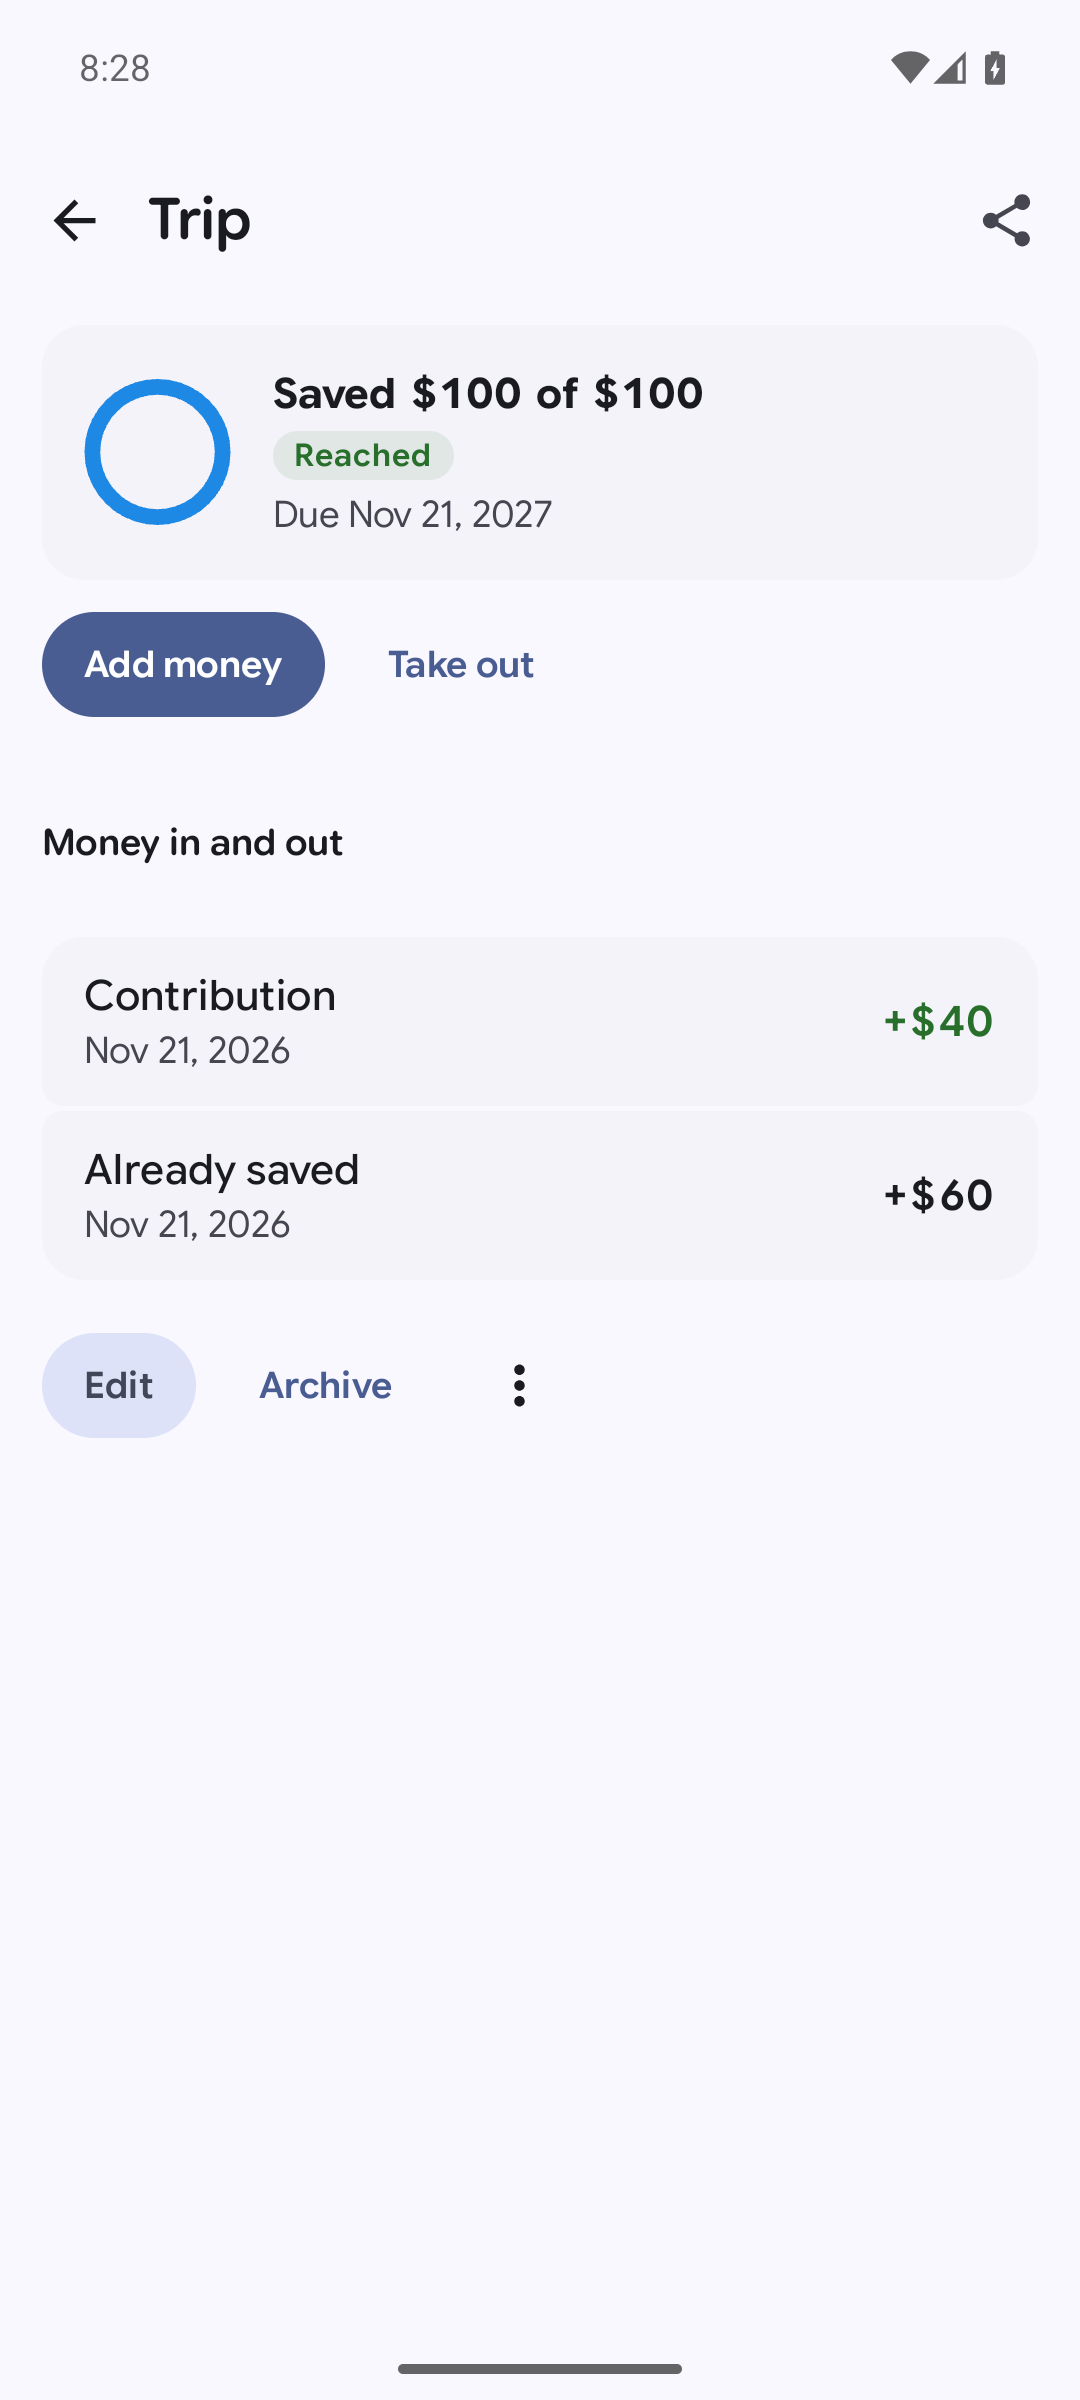 8:28
Trip
Saved $100 of $100
Reached
Due Nov 21, 2027
Add money
Take out
Money in and out
Contribution
+$40
Nov 21, 2026
Already saved
+$60
Nov 21, 2026
Edit
Archive